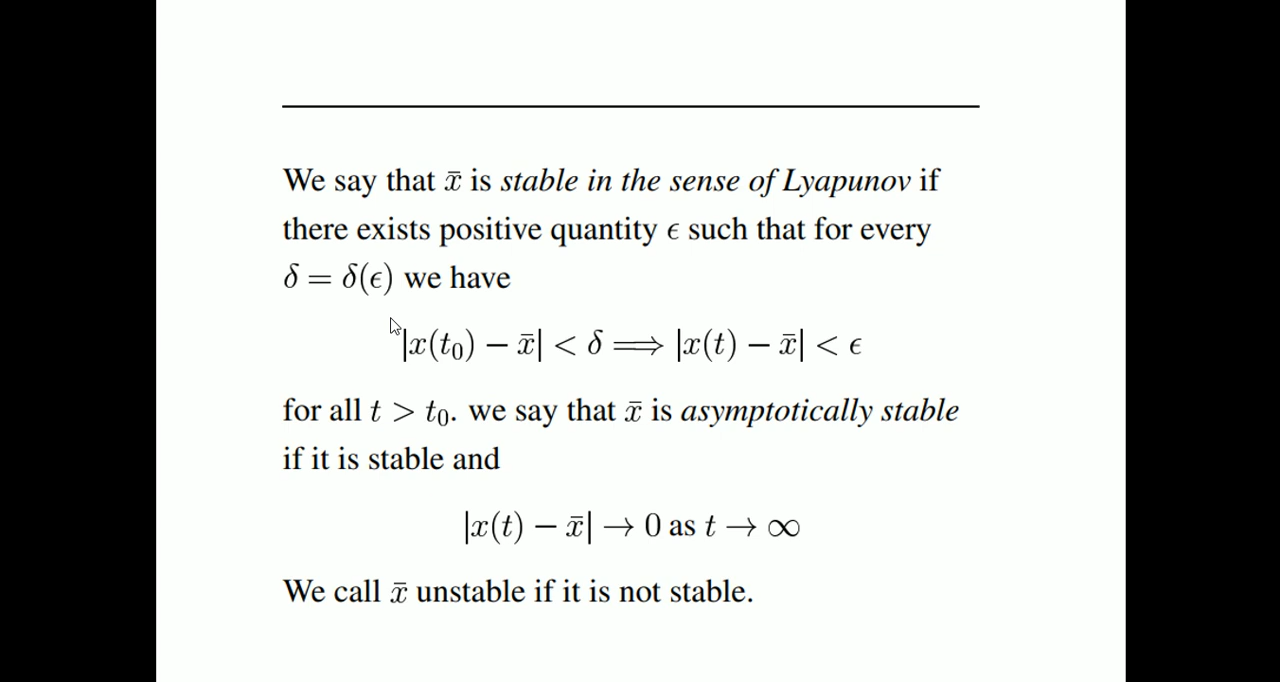 We say that x̄ is stable in the sense of Lyapunov if
there exists positive quantity ϵ such that for every
δ = δ(ϵ) we have
|x(t₀) − x̄| < δ ⟹ |x(t) − x̄| < ϵ
for all t > t₀. we say that x̄ is asymptotically stable
if it is stable and
|x(t) − x̄| → 0 as t → ∞
We call x̄ unstable if it is not stable.